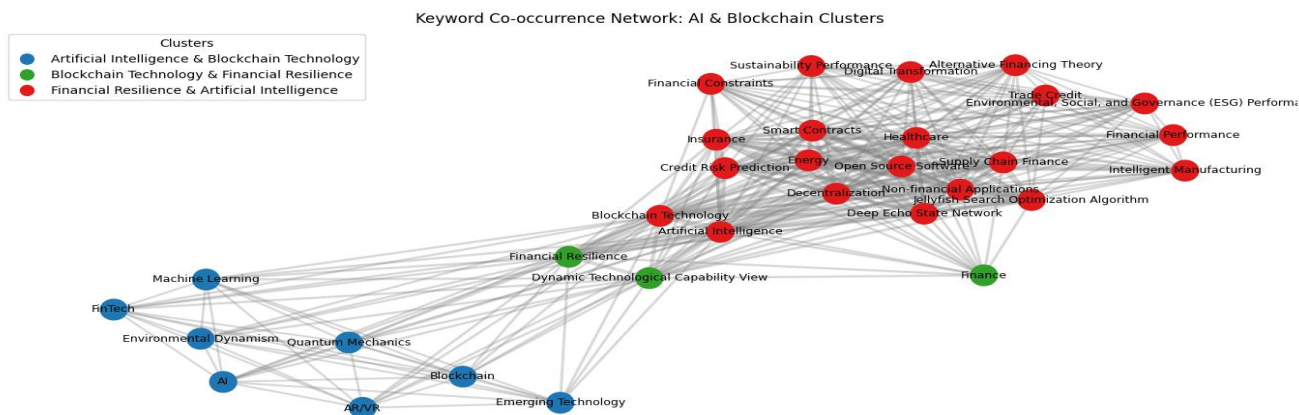 Keyword Co-occurrence Network: AI & Blockchain Clusters
Clusters
Artificial Intelligence & Blockchain Technology
Blockchain Technology & Financial Resilience
Financial Resilience & Artificial Intelligence
Sustainability Performance
Digital Transformation
Alternative Financing Theory
Financial Constraints
Trade Credit
Environmental, Social, and Governance (ESG) Performa
Insurance
Smart Contracts
Healthcare
Financial Performance
Credit Risk Prediction
Energy
Open Source Software
Supply Chain Finance
Intelligent Manufacturing
Decentralization
Non-financial Applications
Jellyfish Search Optimization Algorithm
Deep Echo State Network
Blockchain Technology
Artificial Intelligence
Financial Resilience
Dynamic Technological Capability View
Finance
Machine Learning
FinTech
Environmental Dynamism
Quantum Mechanics
AI
Blockchain
AR/VR
Emerging Technology